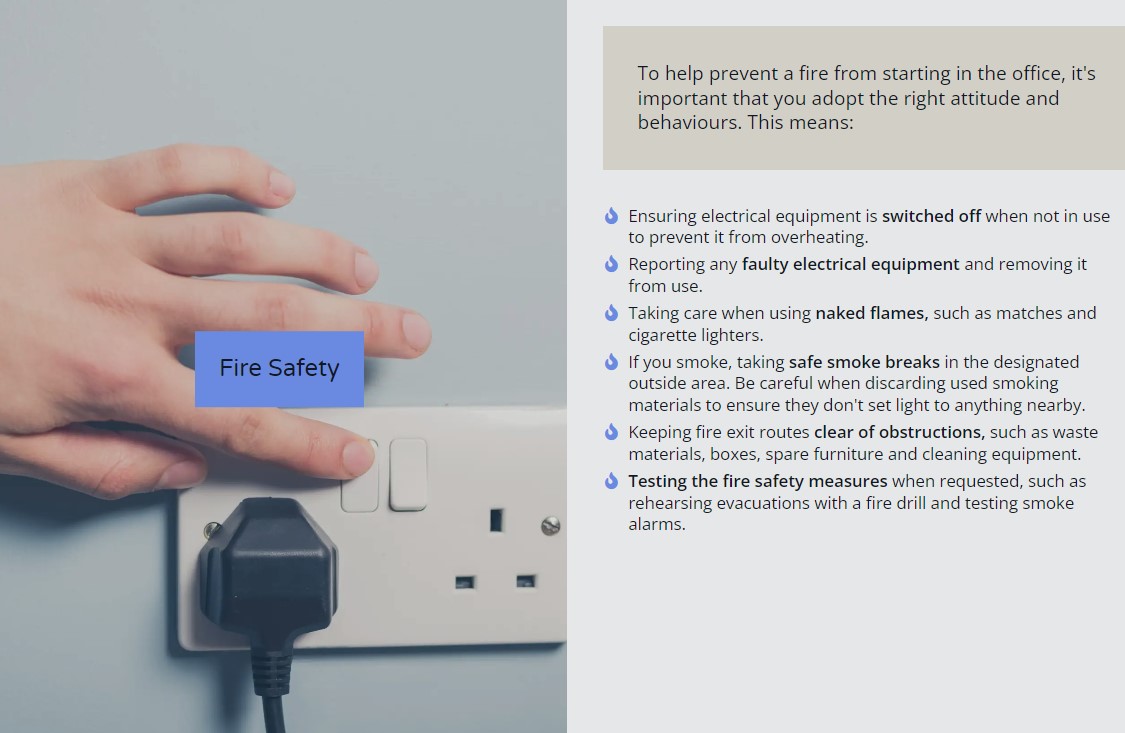 Fire Safety
To help prevent a fire from starting in the office, it's
important that you adopt the right attitude and
behaviours. This means:
Ensuring electrical equipment is switched off when not in use
to prevent it from overheating.
Reporting any faulty electrical equipment and removing it
from use.
Taking care when using naked flames, such as matches and
cigarette lighters.
If you smoke, taking safe smoke breaks in the designated
outside area. Be careful when discarding used smoking
materials to ensure they don't set light to anything nearby.
Keeping fire exit routes clear of obstructions, such as waste
materials, boxes, spare furniture and cleaning equipment.
Testing the fire safety measures when requested, such as
rehearsing evacuations with a fire drill and testing smoke
alarms.